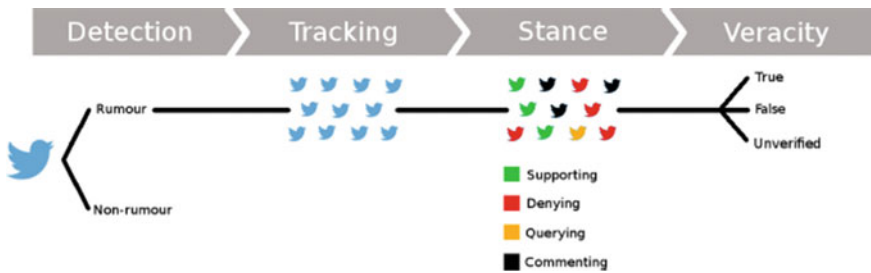 Detection Tracking Stance Veracity
Rumour
Non-rumour
True
False
Unverified
Supporting
Denying
Querying
Commenting